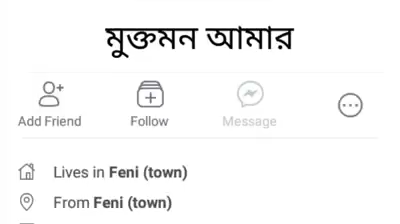 মুক্তমন আমার
Add Friend Follow Message
Lives in Feni (town)
From Feni (town)